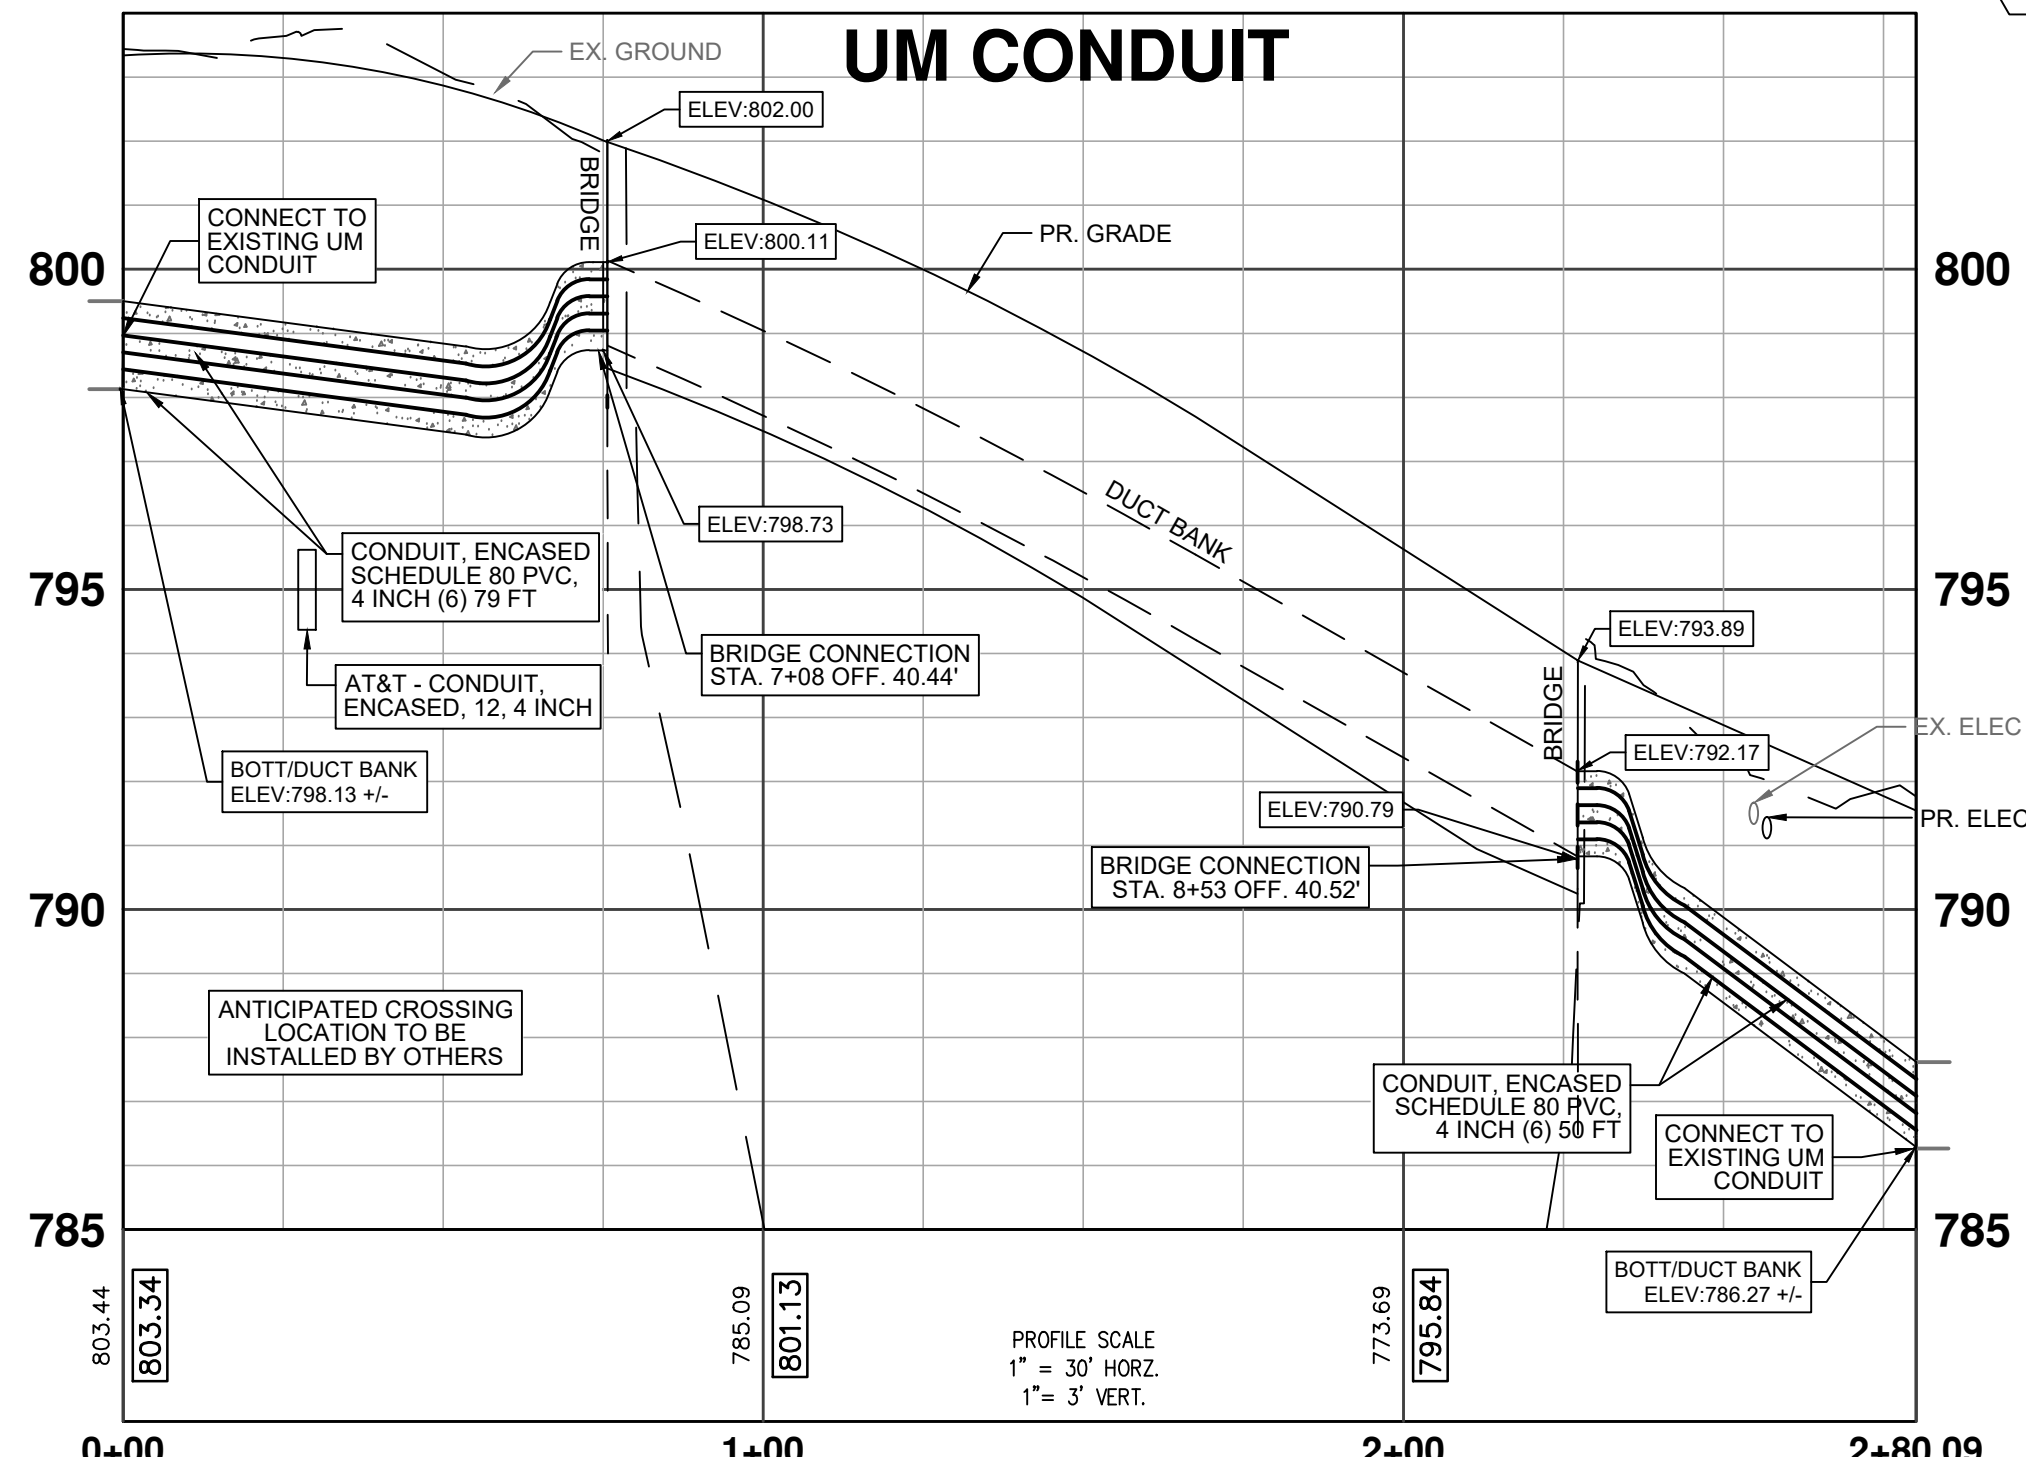 UM CONDUIT
EX. GROUND
ELEV:802.00
BRIDGE
CONNECT TO
EXISTING UM
CONDUIT
ELEV:800.11
PR. GRADE
800
800
ELEV:798.73
DUCT BANK
CONDUIT, ENCASED
SCHEDULE 80 PVC,
4 INCH (6) 79 FT
795
795
BRIDGE CONNECTION
STA. 7+08 OFF. 40.44'
ELEV:793.89
AT&T - CONDUIT,
ENCASED, 12, 4 INCH
BRIDGE
EX. ELEC
ELEV:792.17
BOTT/DUCT BANK
ELEV:798.13 +/-
ELEV:790.79
PR. ELEC
BRIDGE CONNECTION
STA. 8+53 OFF. 40.52'
790
790
ANTICIPATED CROSSING
LOCATION TO BE
INSTALLED BY OTHERS
CONDUIT, ENCASED
SCHEDULE 80 PVC,
4 INCH (6) 50 FT
CONNECT TO
EXISTING UM
CONDUIT
785
785
BOTT/DUCT BANK
ELEV:786.27 +/-
803.44
803.34
785.09
801.13
773.69
795.84
PROFILE SCALE
1" = 30' HORZ.
1"= 3' VERT.
0+00
1+00
2+00
2+80.09